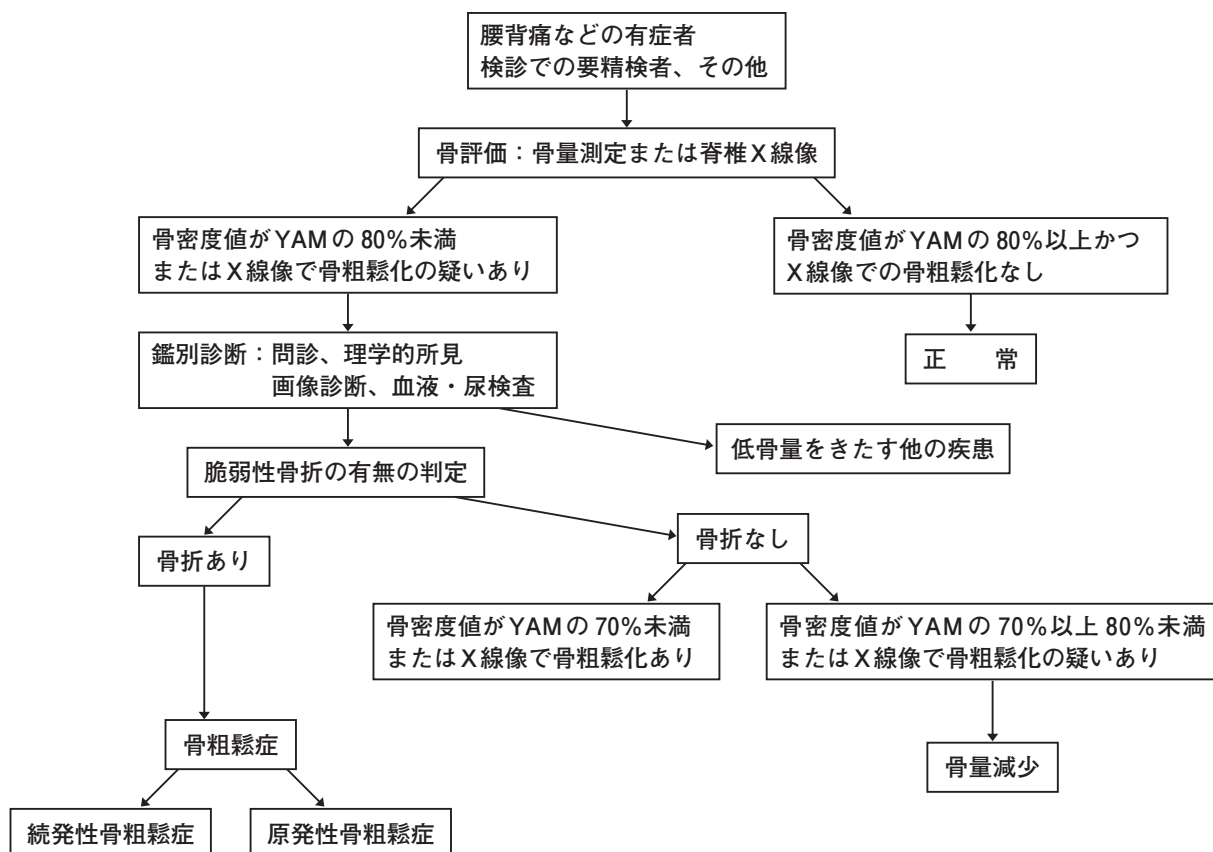 腰背痛などの有症者
検診での要精検者、その他
骨評価：骨量測定または脊椎X線像
骨密度値がYAMの80%未満
またはX線像で骨粗鬆化の疑いあり
骨密度値がYAMの80%以上かつ
X線像での骨粗鬆化なし
鑑別診断：問診、理学的所見
画像診断、血液・尿検査
正　　常
低骨量をきたす他の疾患
脆弱性骨折の有無の判定
骨折あり
骨折なし
骨密度値がYAMの70%未満
またはX線像で骨粗鬆化あり
骨密度値がYAMの70%以上80%未満
またはX線像で骨粗鬆化の疑いあり
骨粗鬆症
骨量減少
続発性骨粗鬆症
原発性骨粗鬆症